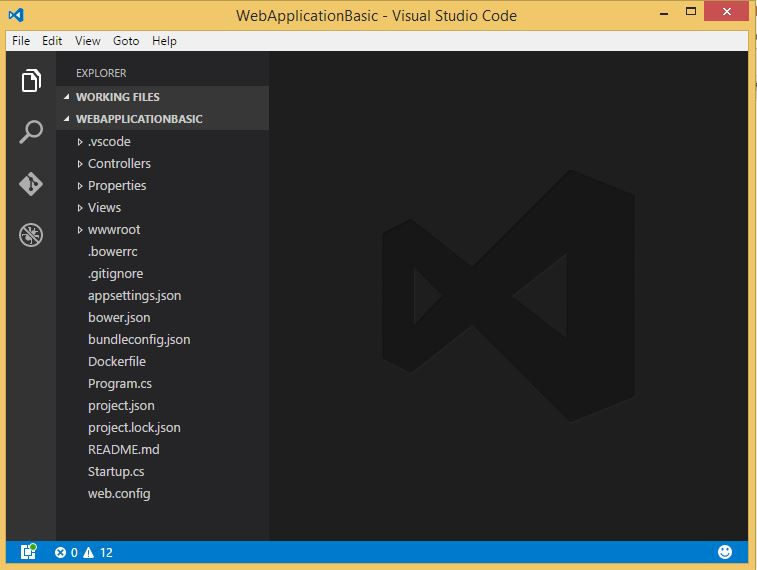 WebApplicationBasic - Visual Studio Code
File Edit View Goto Help
EXPLORER
WORKING FILES
WEBAPPLICATIONBASIC
.vscode
Controllers
Properties
Views
wwwroot
.bowerrc
.gitignore
appsettings.json
bower.json
bundleconfig.json
Dockerfile
Program.cs
project.json
project.lock.json
README.md
Startup.cs
web.config
0 12